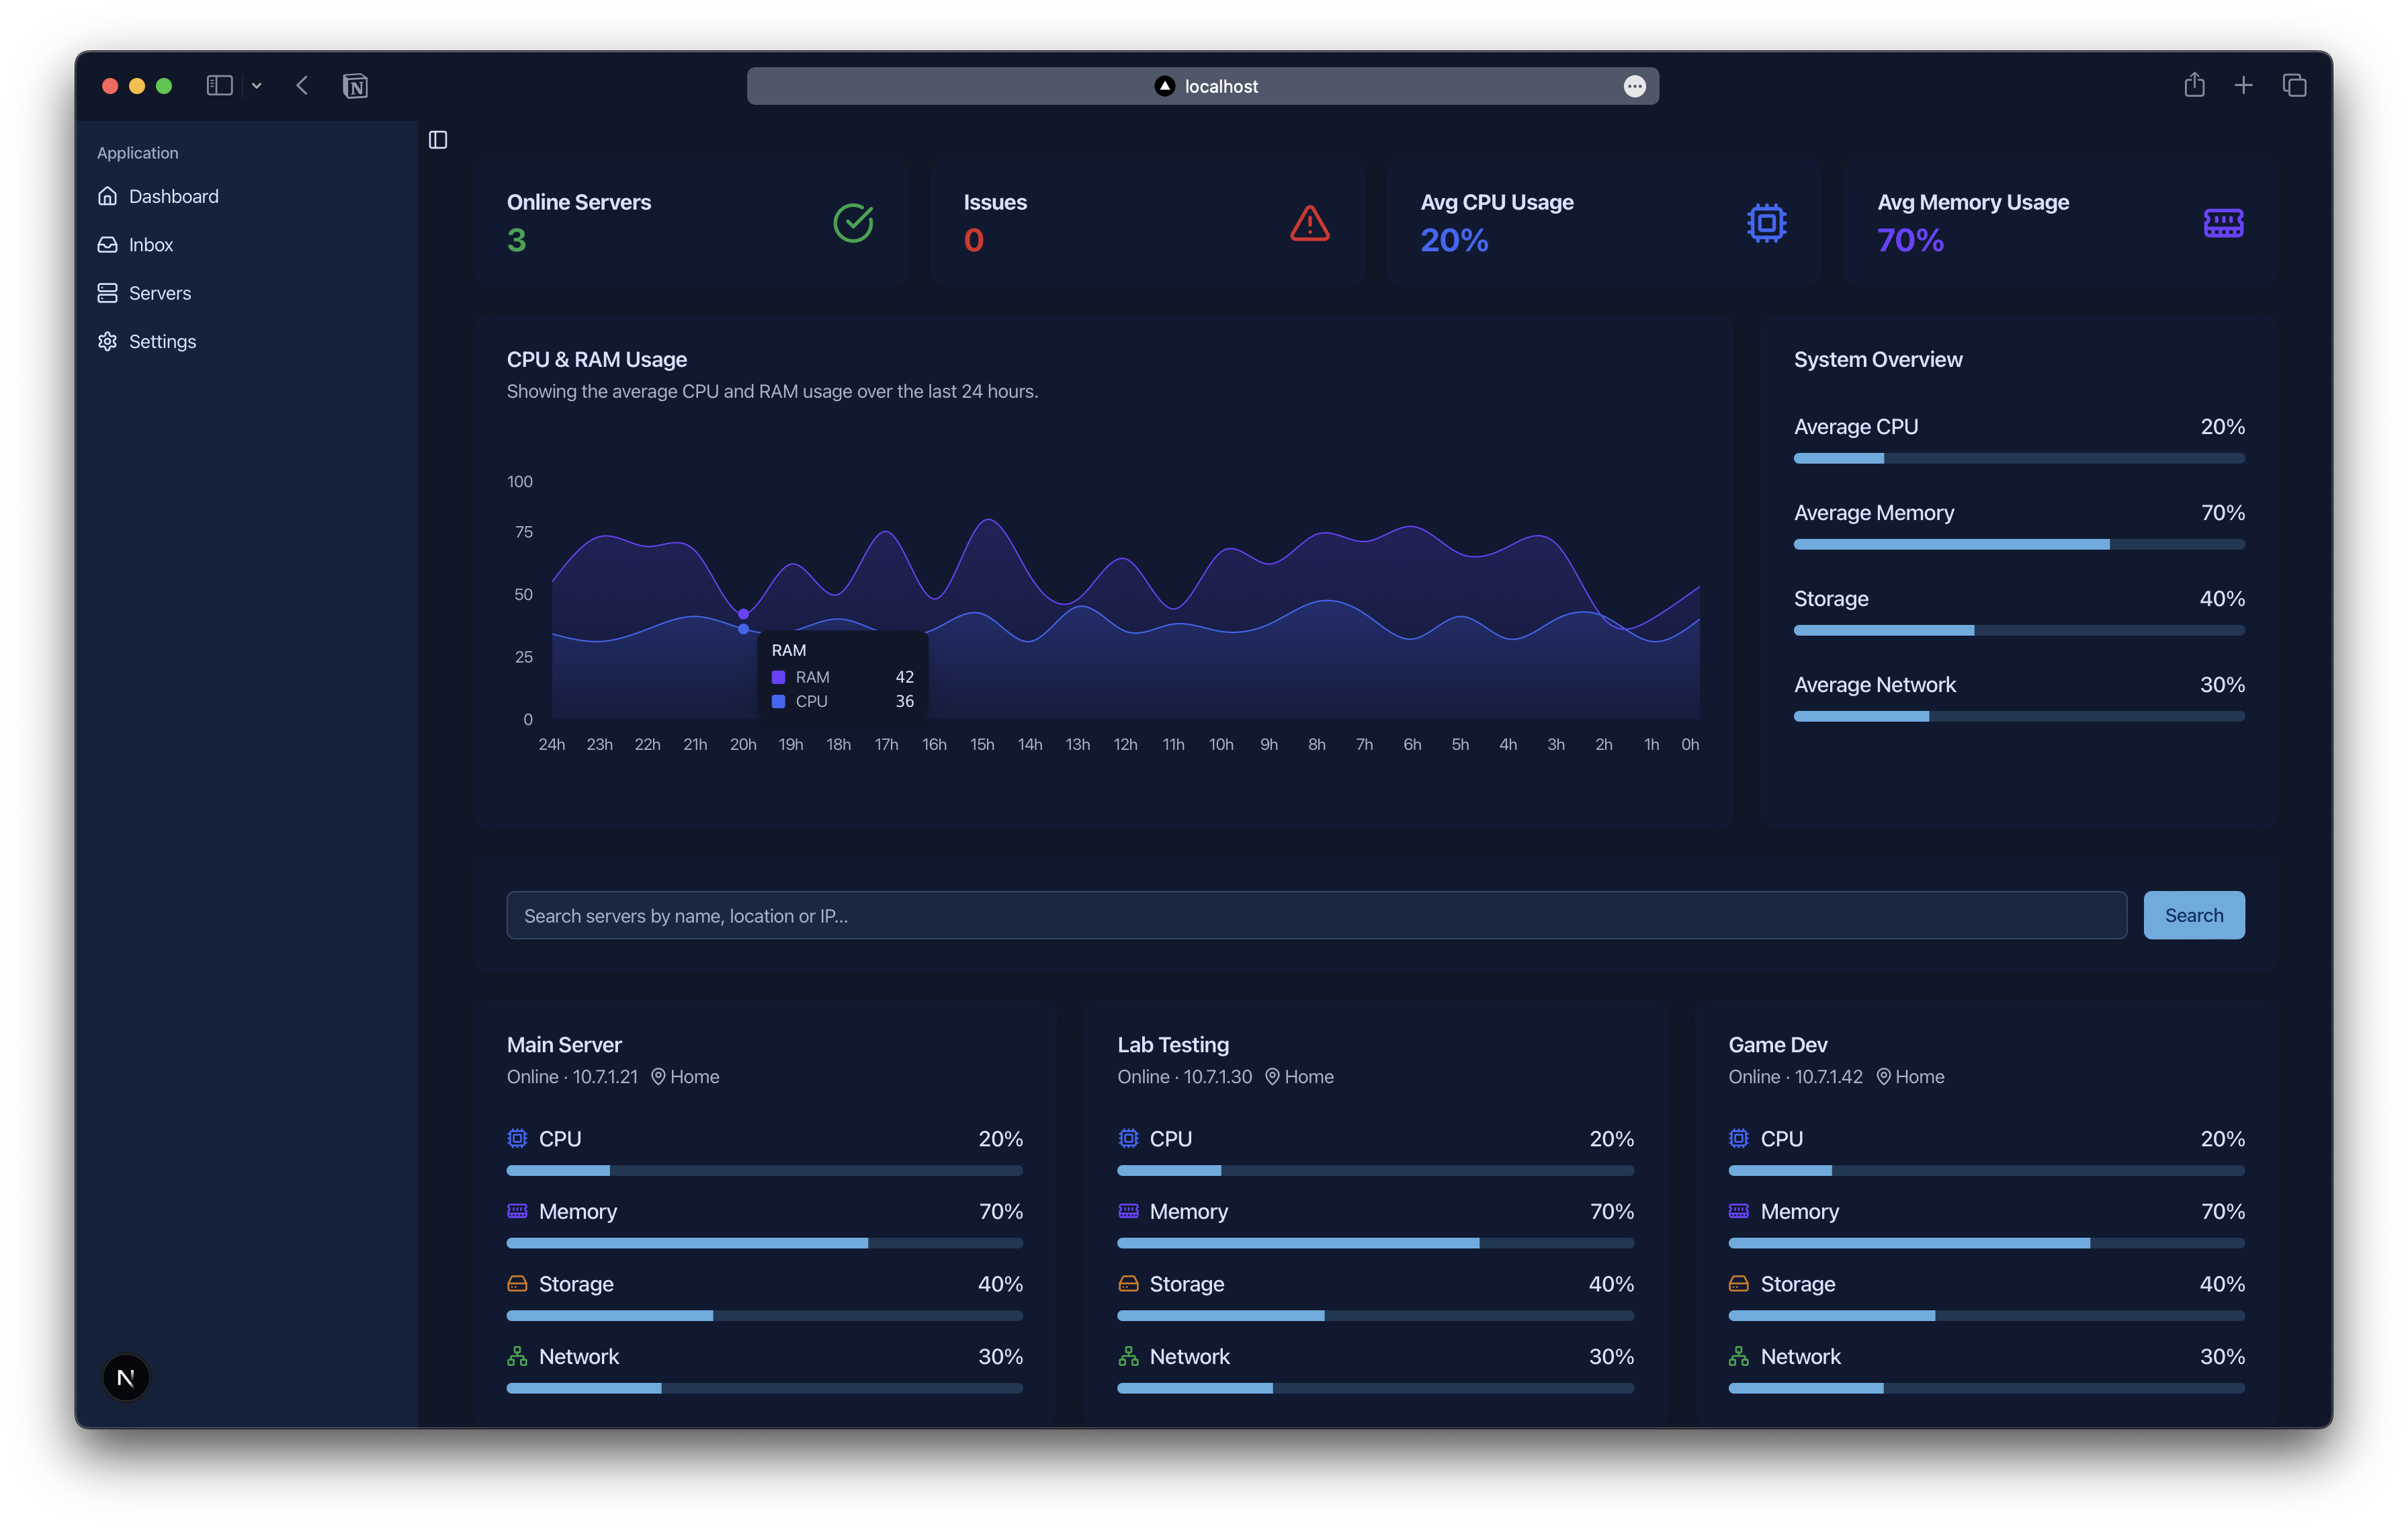 localhost
Application
Dashboard
Inbox
Servers
Settings
Online Servers
3
Issues
0
Avg CPU Usage
20%
Avg Memory Usage
70%
CPU & RAM Usage
Showing the average CPU and RAM usage over the last 24 hours.
100
75
50
25
0
24h 23h 22h 21h 20h 19h 18h 17h 16h 15h 14h 13h 12h 11h 10h 9h 8h 7h 6h 5h 4h 3h 2h 1h 0h
RAM
RAM 42
CPU 36
System Overview
Average CPU 20%
Average Memory 70%
Storage 40%
Average Network 30%
Search servers by name, location or IP...
Search
Main Server
Online · 10.7.1.21 Home
CPU 20%
Memory 70%
Storage 40%
Network 30%
Lab Testing
Online · 10.7.1.30 Home
CPU 20%
Memory 70%
Storage 40%
Network 30%
Game Dev
Online · 10.7.1.42 Home
CPU 20%
Memory 70%
Storage 40%
Network 30%
N